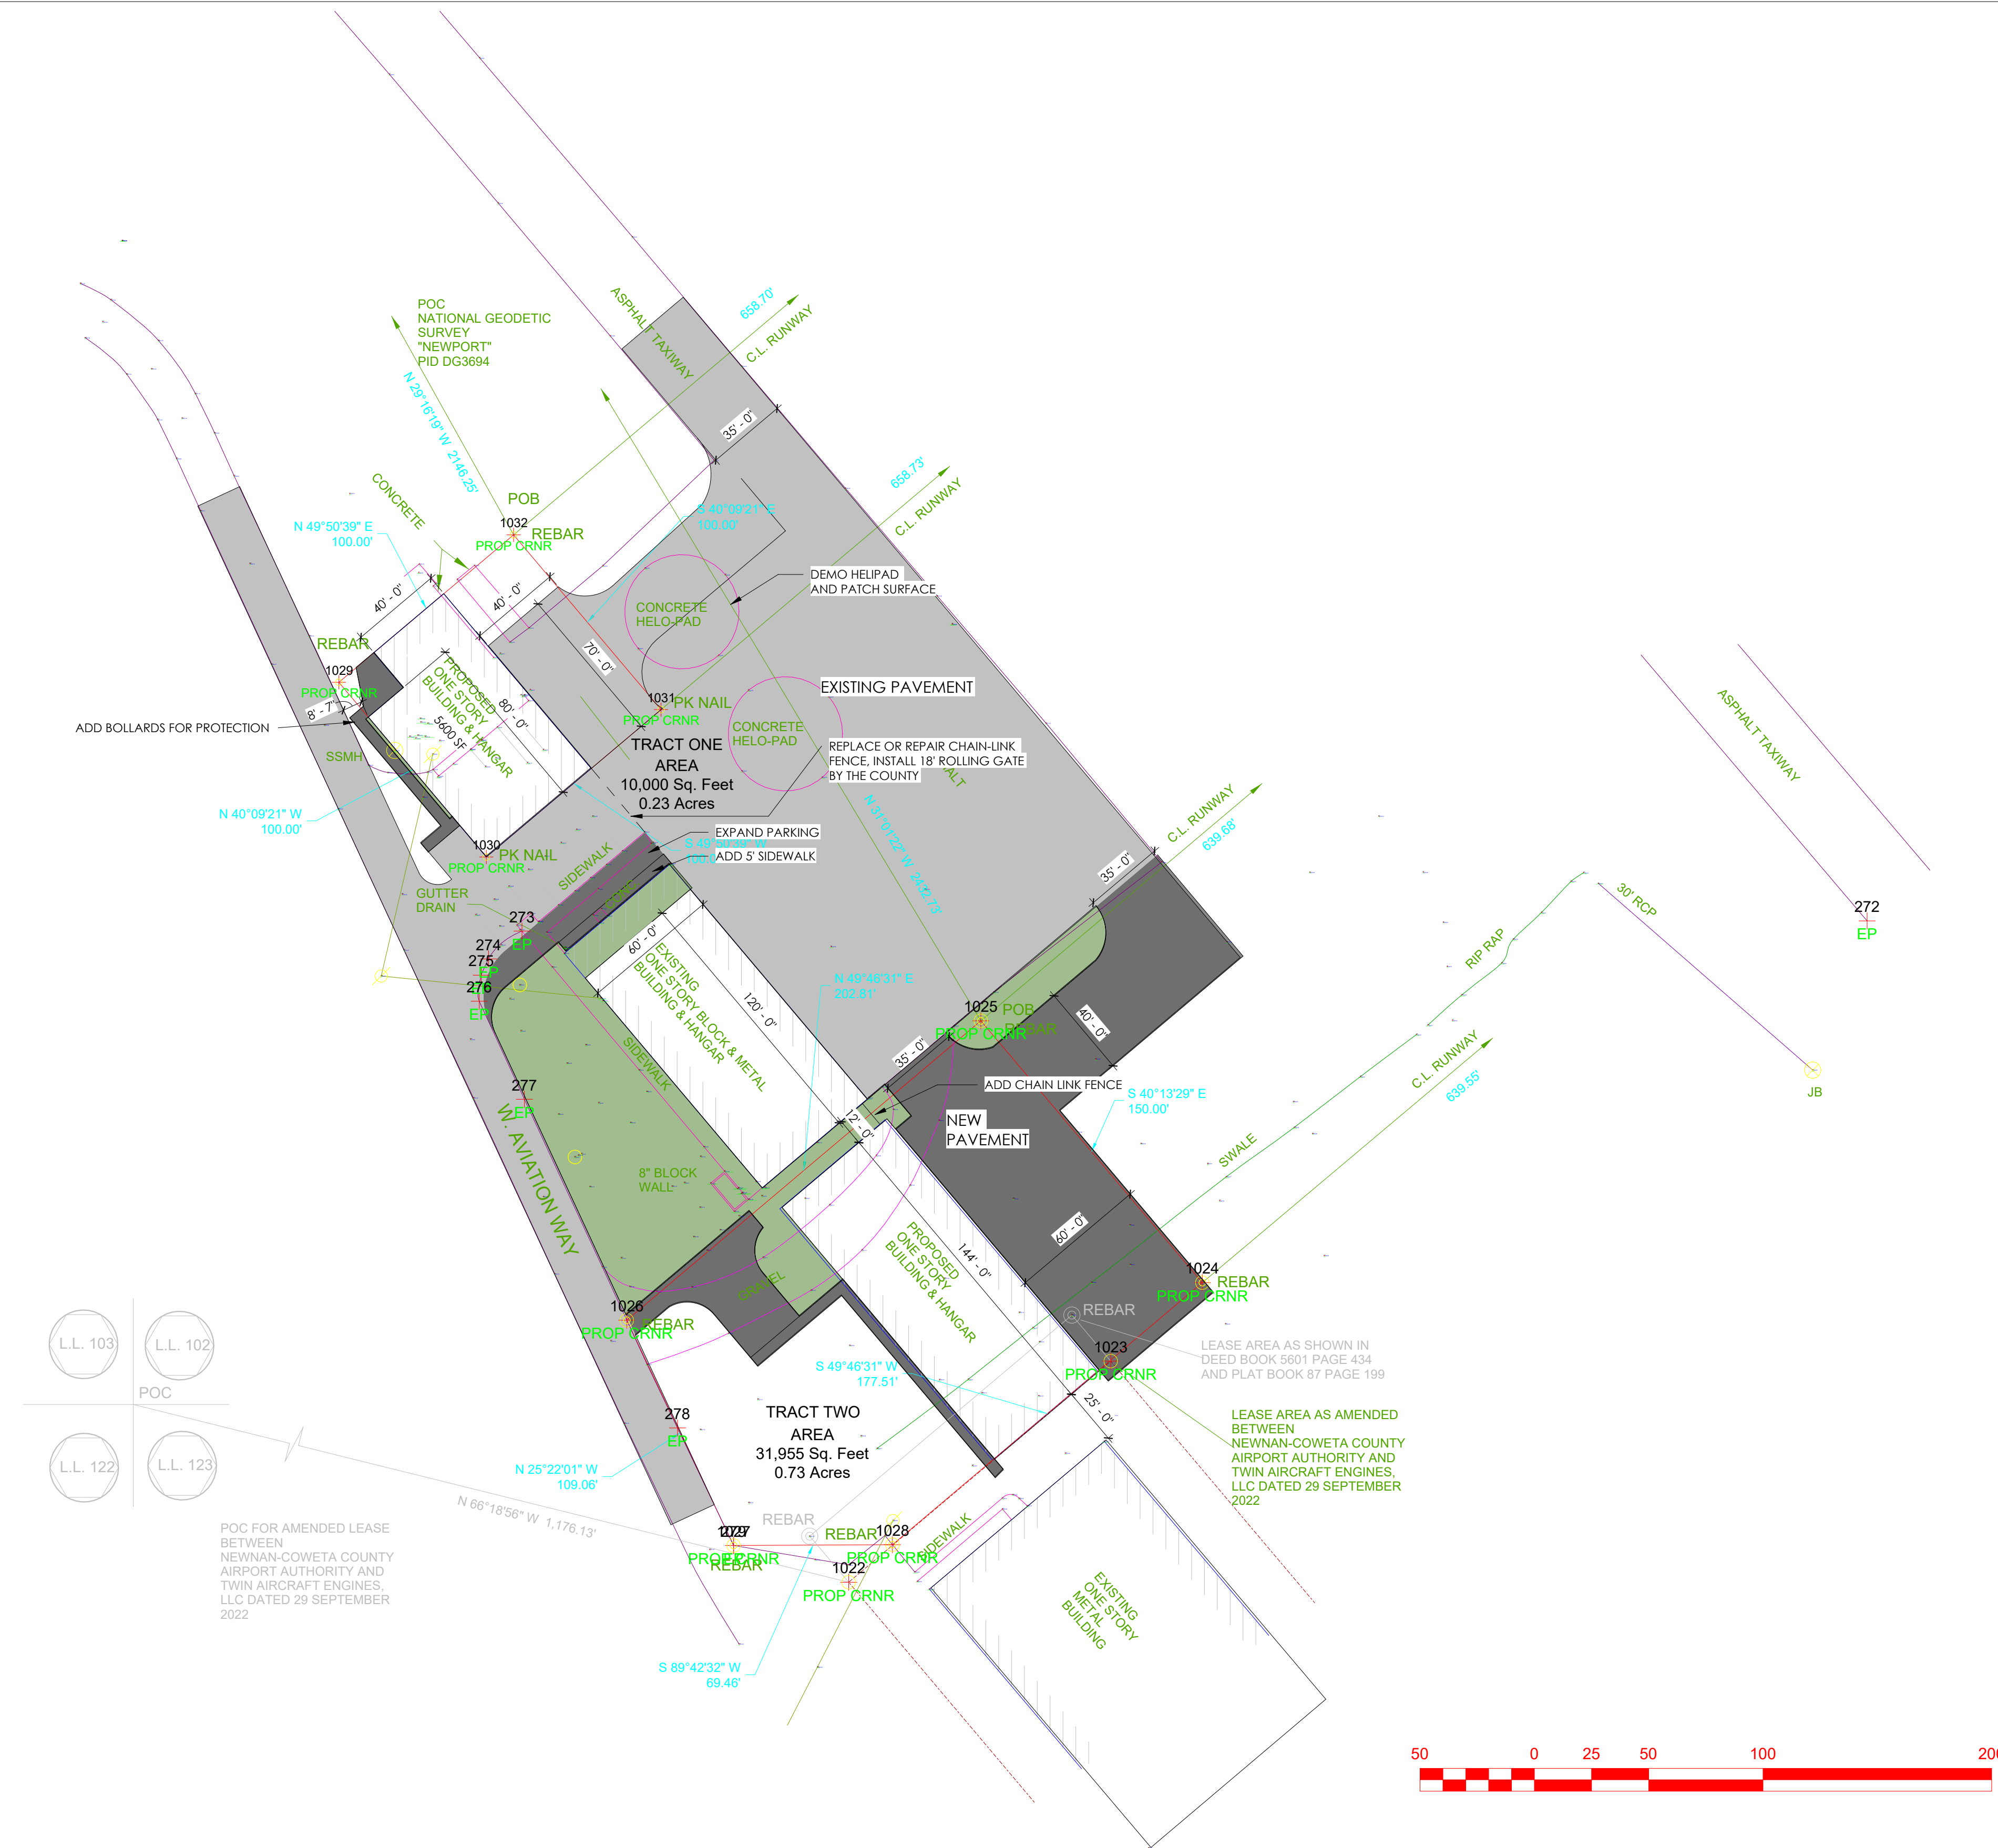 POC
NATIONAL GEODETIC
SURVEY
"NEWPORT"
PID DG3694
N 29°16'19" W  2146.25'
ASPHALT TAXIWAY
658.70'
C.L. RUNWAY
35' - 0"
658.73'
C.L. RUNWAY
CONCRETE
POB
1032
REBAR
PROP CRNR
N 49°50'39" E
100.00'
S 40°09'21" E
100.00'
40' - 0"
40' - 0"
DEMO HELIPAD
AND PATCH SURFACE
CONCRETE
HELO-PAD
REBAR
1029
PROP CRNR
8' - 7"
ADD BOLLARDS FOR PROTECTION
SSMH
PROPOSED
ONE STORY
BUILDING & HANGAR
5600 SF
80' - 0"
70' - 0"
1031
PK NAIL
PROP CRNR
EXISTING PAVEMENT
CONCRETE
HELO-PAD
TRACT ONE
AREA
10,000 Sq. Feet
0.23 Acres
REPLACE OR REPAIR CHAIN-LINK
FENCE, INSTALL 18' ROLLING GATE
BY THE COUNTY
N 40°09'21" W
100.00'
1030
PK NAIL
PROP CRNR
EXPAND PARKING
ADD 5' SIDEWALK
SIDEWALK
GUTTER
DRAIN
273
EP
274
EP
275
276
EP
60' - 0"
EXISTING
ONE STORY BLOCK & METAL
BUILDING & HANGAR
120' - 0"
N 31°01'22" W  2432.73'
N 49°46'31" E
202.81'
C.L. RUNWAY
639.68'
35' - 0"
1025
POB
REBAR
PROP CRNR
40' - 0"
35' - 0"
ADD CHAIN LINK FENCE
12' - 0"
NEW
PAVEMENT
S 40°13'29" E
150.00'
C.L. RUNWAY
639.55'
SWALE
RIP RAP
30' RCP
JB
ASPHALT TAXIWAY
272
EP
SIDEWALK
277
EP
W. AVIATION WAY
8" BLOCK
WALL
GRAVEL
1026
REBAR
PROP CRNR
PROPOSED
ONE STORY
BUILDING & HANGAR
144' - 0"
60' - 0"
1024
REBAR
PROP CRNR
REBAR
1023
PROP CRNR
LEASE AREA AS SHOWN IN
DEED BOOK 5601 PAGE 434
AND PLAT BOOK 87 PAGE 199
S 49°46'31" W
177.51'
25' - 0"
278
EP
TRACT TWO
AREA
31,955 Sq. Feet
0.73 Acres
LEASE AREA AS AMENDED
BETWEEN
NEWNAN-COWETA COUNTY
AIRPORT AUTHORITY AND
TWIN AIRCRAFT ENGINES,
LLC DATED 29 SEPTEMBER
2022
L.L. 103
L.L. 102
POC
L.L. 122
L.L. 123
N 25°22'01" W
109.06'
N 66°18'56" W  1,176.13'
POC FOR AMENDED LEASE
BETWEEN
NEWNAN-COWETA COUNTY
AIRPORT AUTHORITY AND
TWIN AIRCRAFT ENGINES,
LLC DATED 29 SEPTEMBER
2022
REBAR
REBAR
1028
PROP CRNR
SIDEWALK
REBAR
1022
PROP CRNR
S 89°42'32" W
69.46'
EXISTING
ONE STORY
METAL
BUILDING
50 0 25 50 100